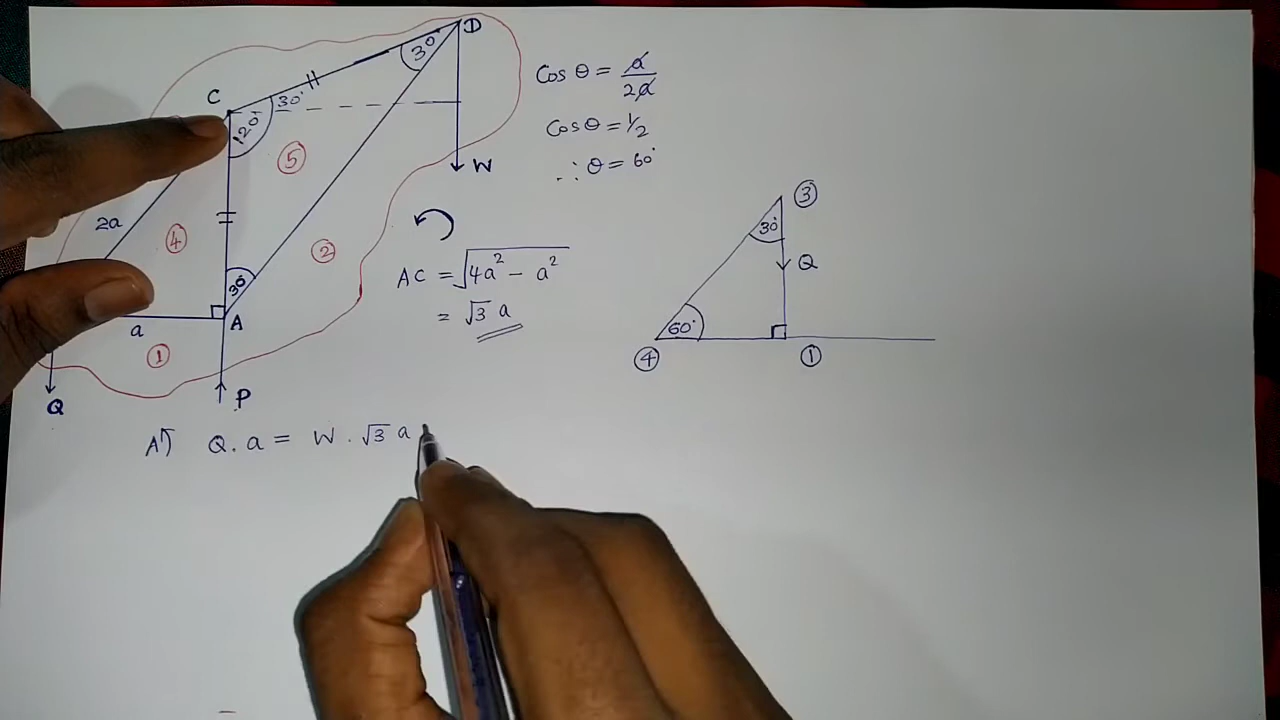 D
C
30°
30°
120°
Cos θ = a/2a
Cos θ = 1/2
∴ θ = 60°
W
⑤
④
②
①
2a
a
30°
A
P
Q
AC = √4a² − a²
= √3 a
③
30°
Q
60°
④
①
A↰ Q. a = W . √3 a